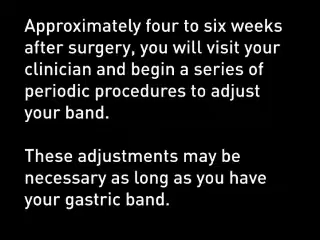 Approximately four to six weeks
after surgery, you will visit your
clinician and begin a series of
periodic procedures to adjust
your band.
These adjustments may be
necessary as long as you have
your gastric band.